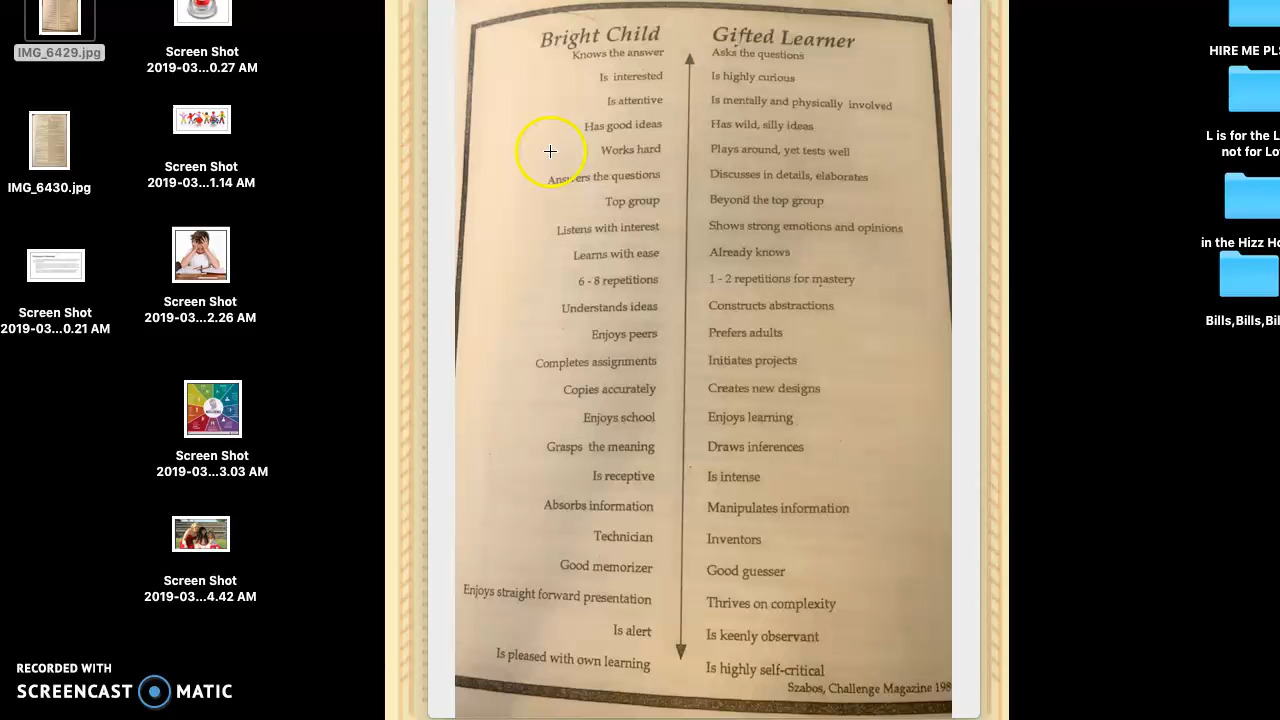 IMG_6429.jpg
Screen Shot
2019-03...0.27 AM
Screen Shot
2019-03...1.14 AM
IMG_6430.jpg
Screen Shot
2019-03...2.26 AM
Screen Shot
2019-03...0.21 AM
Screen Shot
2019-03...3.03 AM
Screen Shot
2019-03...4.42 AM
RECORDED WITH
SCREENCAST MATIC
Bright Child Gifted Learner
Knows the answer Asks the questions
Is interested Is highly curious
Is attentive Is mentally and physically involved
Has good ideas Has wild, silly ideas
Works hard Plays around, yet tests well
Answers the questions Discusses in details, elaborates
Top group Beyond the top group
Listens with interest Shows strong emotions and opinions
Learns with ease Already knows
6 - 8 repetitions 1 - 2 repetitions for mastery
Understands ideas Constructs abstractions
Enjoys peers Prefers adults
Completes assignments Initiates projects
Copies accurately Creates new designs
Enjoys school Enjoys learning
Grasps the meaning Draws inferences
Is receptive Is intense
Absorbs information Manipulates information
Technician Inventors
Good memorizer Good guesser
Enjoys straight forward presentation Thrives on complexity
Is alert Is keenly observant
Is pleased with own learning Is highly self-critical
Szabos, Challenge Magazine 198
HIRE ME PLS
L is for the L
not for Lo
in the Hizz Ho
Bills,Bills,Bil